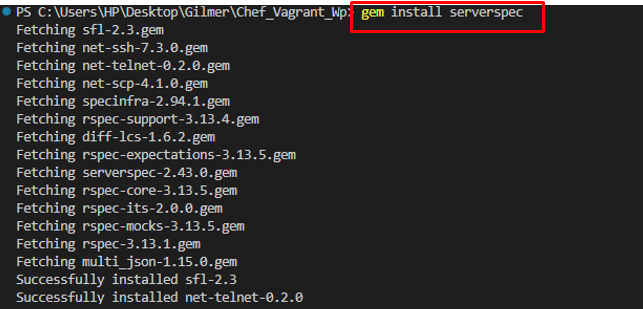 PS C:\Users\HP\Desktop\Gilmer\Chef_Vagrant_Wp> gem install serverspec
Fetching sfl-2.3.gem
Fetching net-ssh-7.3.0.gem
Fetching net-telnet-0.2.0.gem
Fetching net-scp-4.1.0.gem
Fetching specinfra-2.94.1.gem
Fetching rspec-support-3.13.4.gem
Fetching diff-lcs-1.6.2.gem
Fetching rspec-expectations-3.13.5.gem
Fetching serverspec-2.43.0.gem
Fetching rspec-core-3.13.5.gem
Fetching rspec-its-2.0.0.gem
Fetching rspec-mocks-3.13.5.gem
Fetching rspec-3.13.1.gem
Fetching multi_json-1.15.0.gem
Successfully installed sfl-2.3
Successfully installed net-telnet-0.2.0